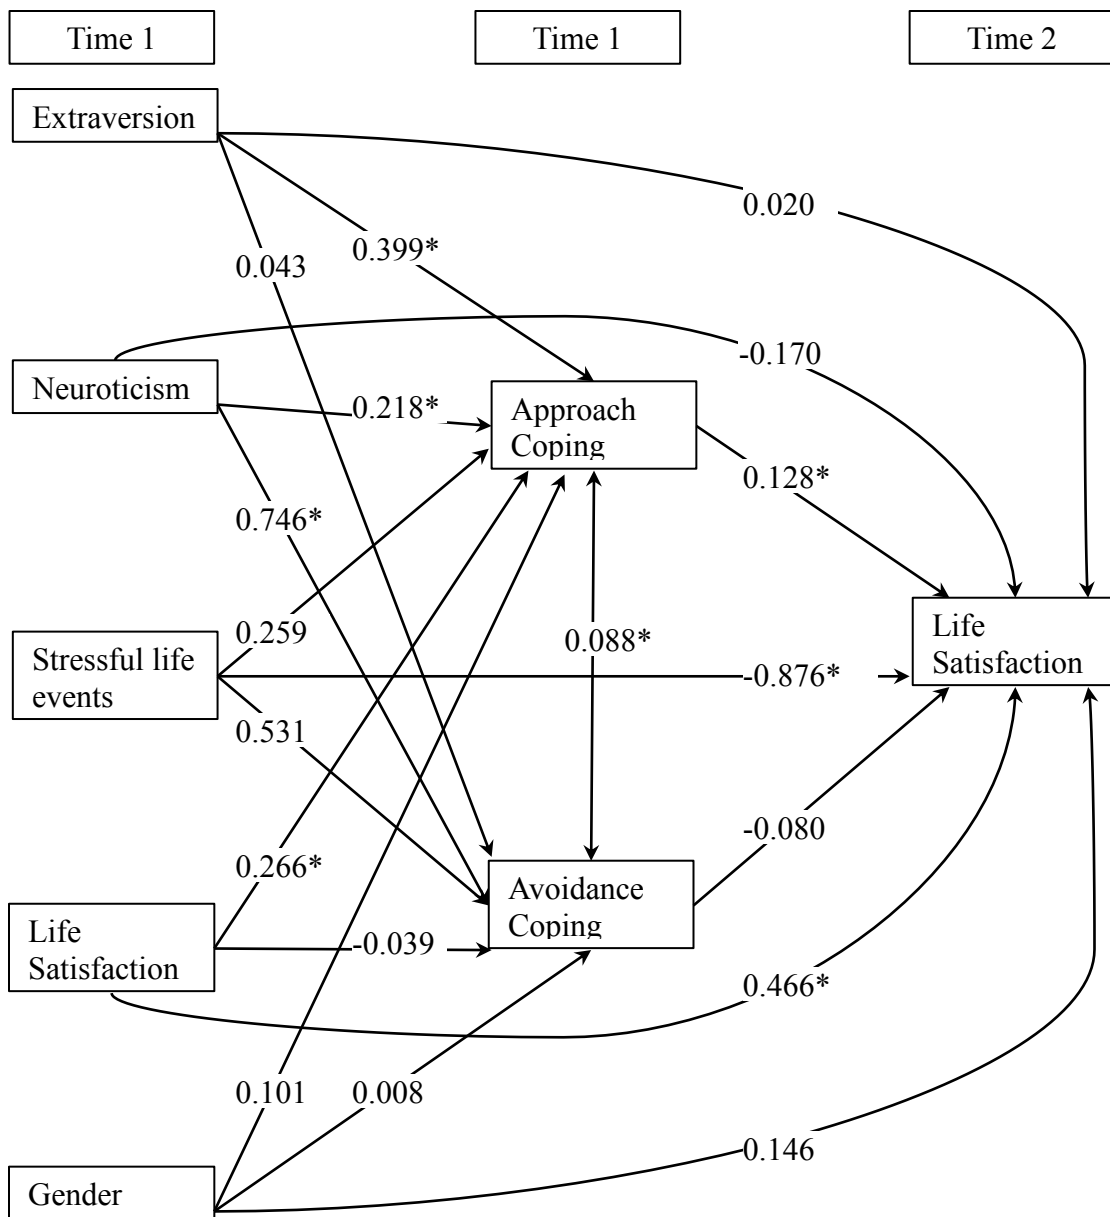 Time 1
Time 1
Time 2
Extraversion
0.020
0.399*
0.043
-0.170
Neuroticism
0.218*
Approach
Coping
0.128*
0.746*
0.259
0.088*
Life
Satisfaction
Stressful life
events
-0.876*
0.531
-0.080
0.266*
Avoidance
Coping
Life
Satisfaction
-0.039
0.466*
0.101
0.008
0.146
Gender